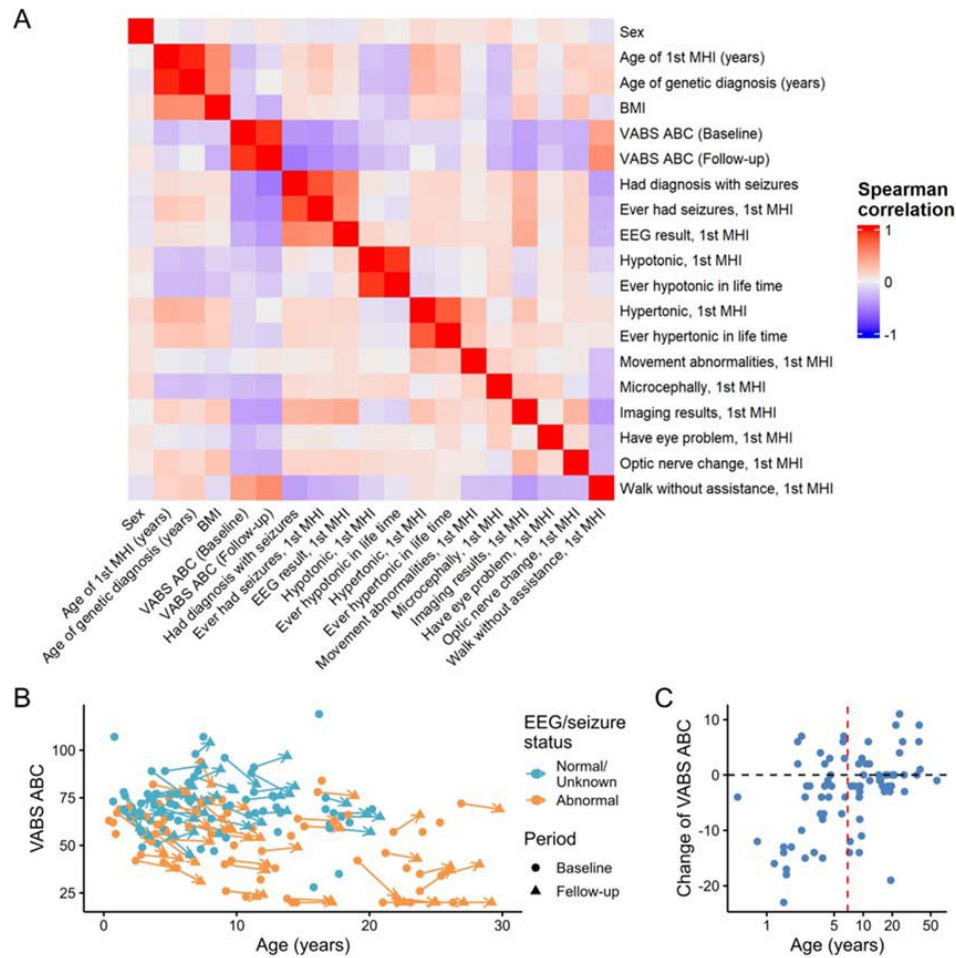 A
Sex
Age of 1st MHI (years)
Age of genetic diagnosis (years)
BMI
VABS ABC (Baseline)
VABS ABC (Follow-up)
Had diagnosis with seizures
Ever had seizures, 1st MHI
EEG result, 1st MHI
Hypotonic, 1st MHI
Ever hypotonic in life time
Hypertonic, 1st MHI
Ever hypertonic in life time
Movement abnormalities, 1st MHI
Microcephally, 1st MHI
Imaging results, 1st MHI
Have eye problem, 1st MHI
Optic nerve change, 1st MHI
Walk without assistance, 1st MHI
Spearman
correlation
1
0
-1
Sex
Age of 1st MHI (years)
Age of genetic diagnosis (years)
BMI
VABS ABC (Baseline)
VABS ABC (Follow-up)
Had diagnosis with seizures
Ever had seizures, 1st MHI
EEG result, 1st MHI
Hypotonic, 1st MHI
Ever hypotonic in life time
Hypertonic, 1st MHI
Ever hypertonic in life time
Movement abnormalities, 1st MHI
Microcephally, 1st MHI
Imaging results, 1st MHI
Have eye problem, 1st MHI
Optic nerve change, 1st MHI
Walk without assistance, 1st MHI
B
VABS ABC
100
75
50
25
0
10
20
30
Age (years)
EEG/seizure
status
Normal/
Unknown
Abnormal
Period
Baseline
Fellow-up
C
Change of VABS ABC
10
0
-10
-20
1
5
10
20
50
Age (years)